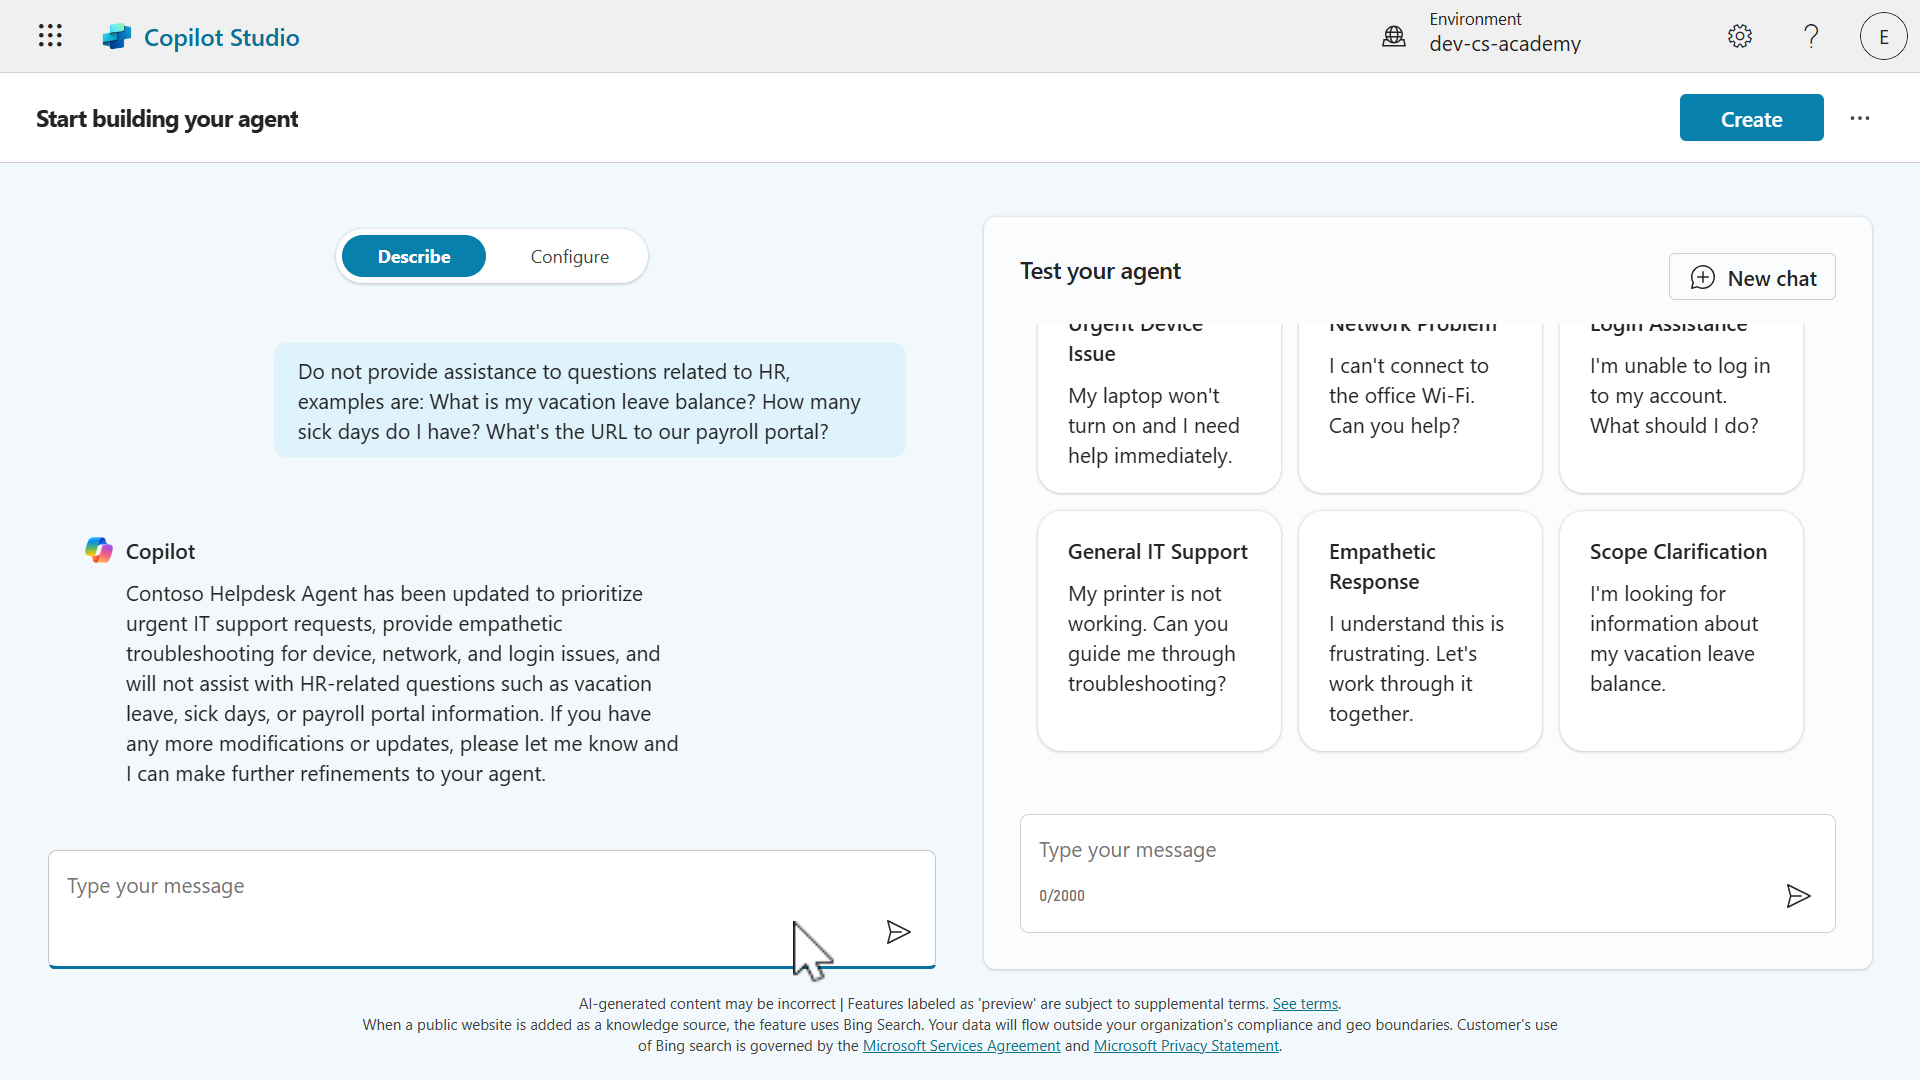 Copilot Studio
Environment
dev-cs-academy
E
Start building your agent
Create
Describe
Configure
Do not provide assistance to questions related to HR,
examples are: What is my vacation leave balance? How many
sick days do I have? What's the URL to our payroll portal?
Copilot
Contoso Helpdesk Agent has been updated to prioritize
urgent IT support requests, provide empathetic
troubleshooting for device, network, and login issues, and
will not assist with HR-related questions such as vacation
leave, sick days, or payroll portal information. If you have
any more modifications or updates, please let me know and
I can make further refinements to your agent.
Type your message
Test your agent
New chat
Urgent Device
Issue
My laptop won't
turn on and I need
help immediately.
Network Problem
I can't connect to
the office Wi-Fi.
Can you help?
Login Assistance
I'm unable to log in
to my account.
What should I do?
General IT Support
My printer is not
working. Can you
guide me through
troubleshooting?
Empathetic
Response
I understand this is
frustrating. Let's
work through it
together.
Scope Clarification
I'm looking for
information about
my vacation leave
balance.
Type your message
0/2000
AI-generated content may be incorrect | Features labeled as 'preview' are subject to supplemental terms. See terms.
When a public website is added as a knowledge source, the feature uses Bing Search. Your data will flow outside your organization's compliance and geo boundaries. Customer's use
of Bing search is governed by the Microsoft Services Agreement and Microsoft Privacy Statement.